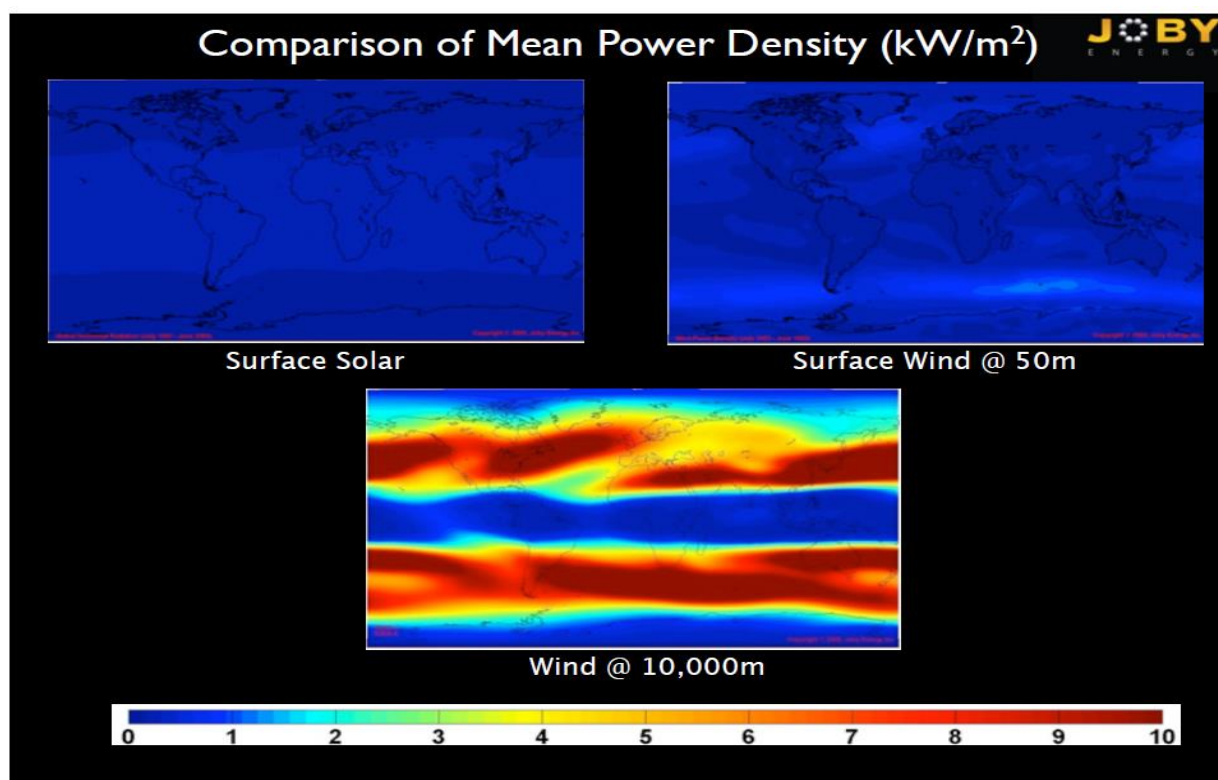 Comparison of Mean Power Density (kW/m²)
JOBY
ENERGY
Surface Solar
Surface Wind @ 50m
Wind @ 10,000m
0 1 2 3 4 5 6 7 8 9 10